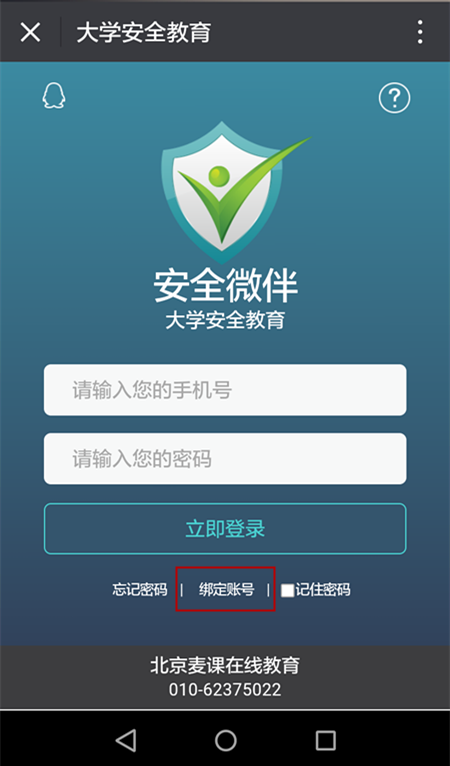 大学安全教育
安全微伴
大学安全教育
请输入您的手机号
请输入您的密码
立即登录
忘记密码 | 绑定账号 | 记住密码
北京麦课在线教育
010-62375022